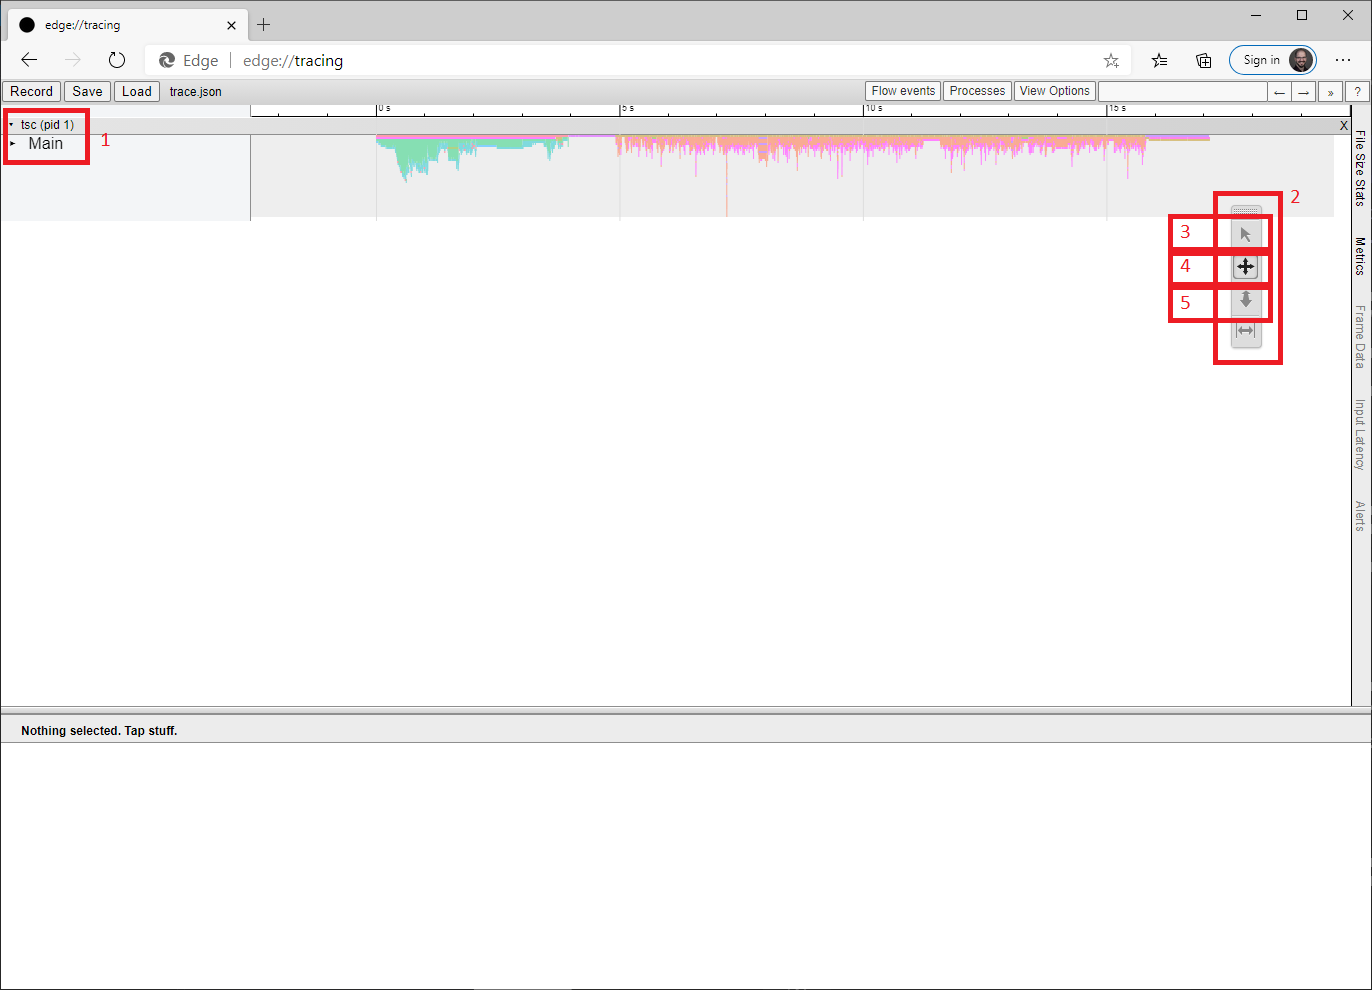 edge://tracing
Edge edge://tracing
Sign in
Record Save Load trace.json
Flow events Processes View Options ← → » ?
0 s 5 s 10 s 15 s
tsc (pid 1) X
Main
1
2
3
4
5
File Size Stats
Metrics
Frame Data
Input Latency
Alerts
Nothing selected. Tap stuff.